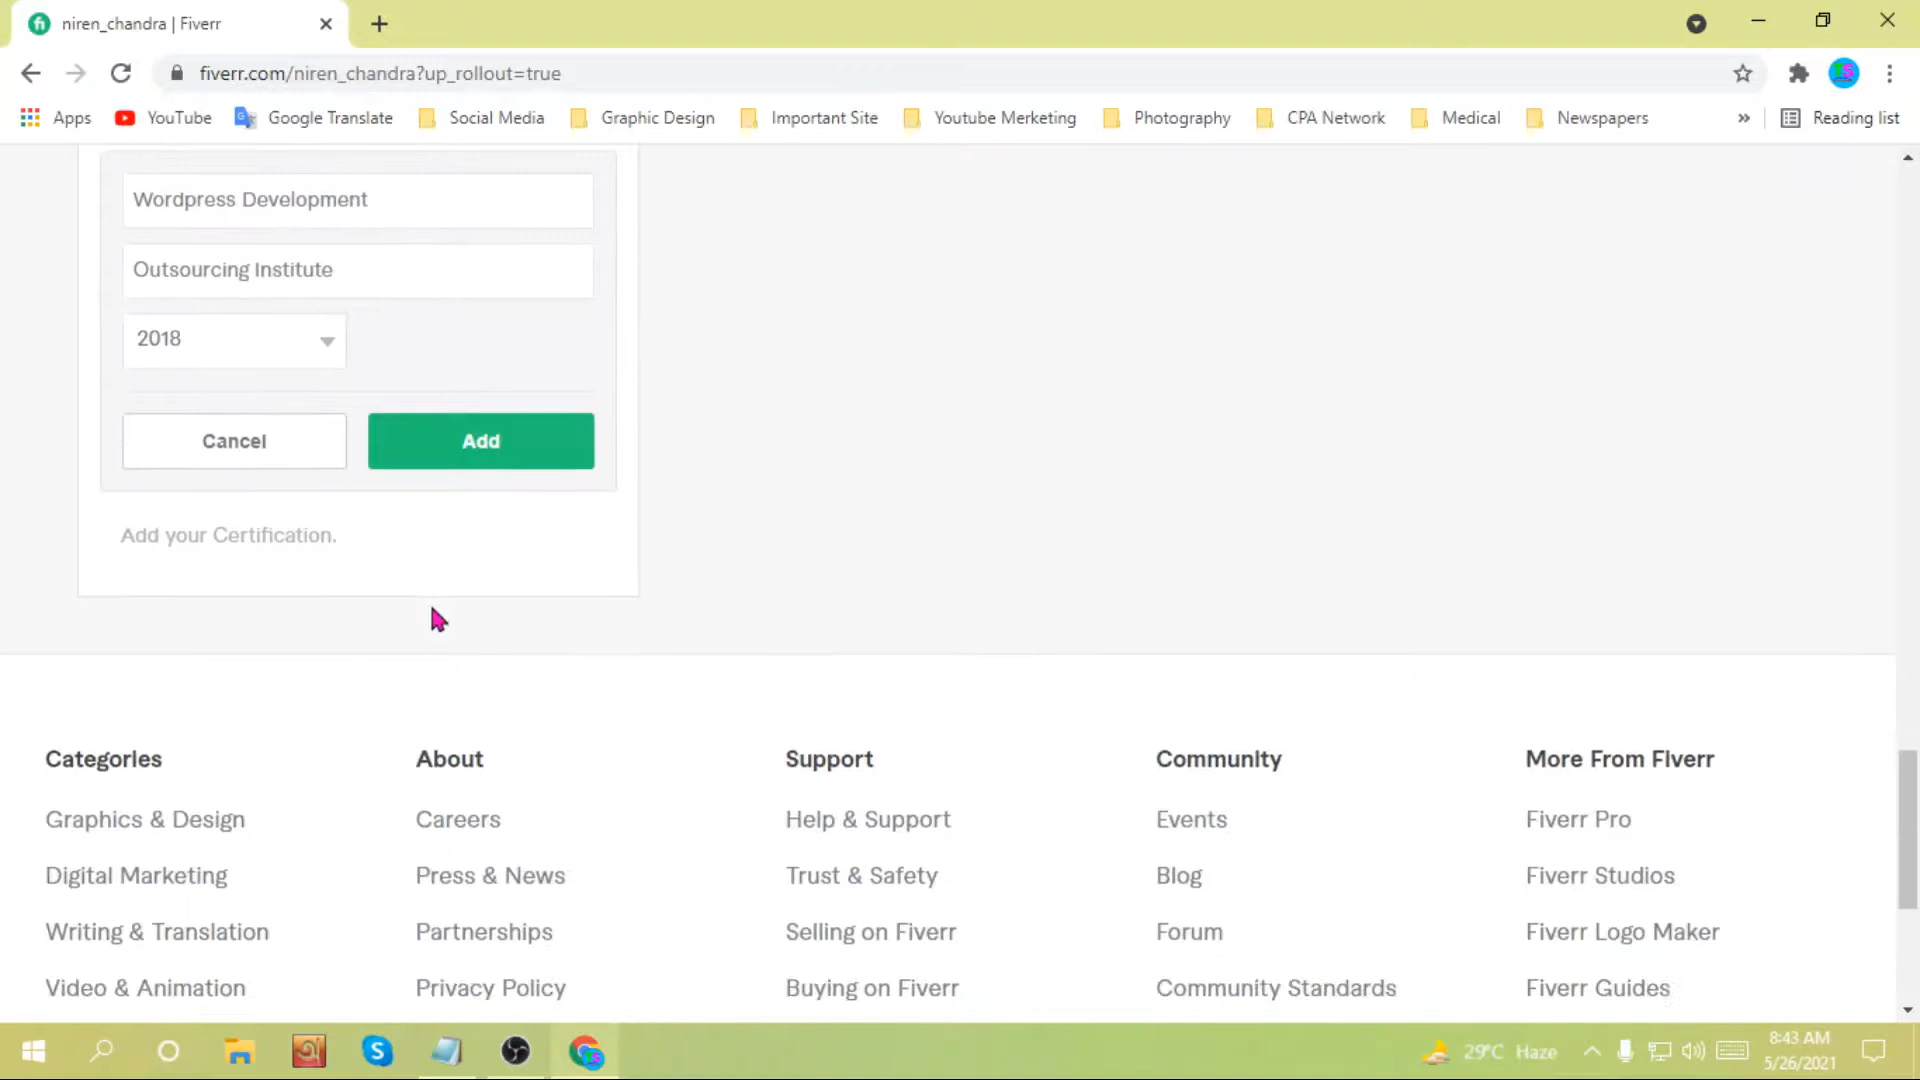 niren_chandra | Fiverr
fiverr.com/niren_chandra?up_rollout=true
Apps YouTube Google Translate Social Media Graphic Design Important Site Youtube Merketing Photography CPA Network Medical Newspapers » Reading list
Wordpress Development
Outsourcing Institute
2018
Cancel Add
Add your Certification.
Categories About Support Community More From Fiverr
Graphics & Design Careers Help & Support Events Fiverr Pro
Digital Marketing Press & News Trust & Safety Blog Fiverr Studios
Writing & Translation Partnerships Selling on Fiverr Forum Fiverr Logo Maker
Video & Animation Privacy Policy Buying on Fiverr Community Standards Fiverr Guides
29°C Haze 8:43 AM
5/26/2021